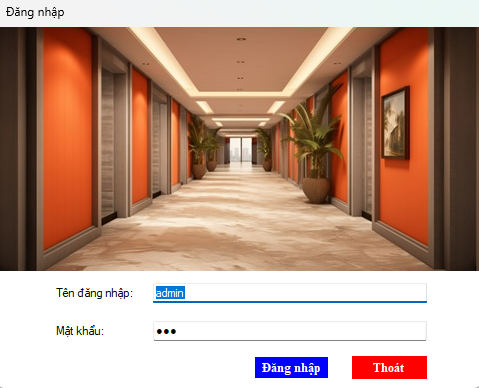 Đăng nhập
Tên đăng nhập: admin
Mật khẩu: ●●●
Đăng nhập Thoát